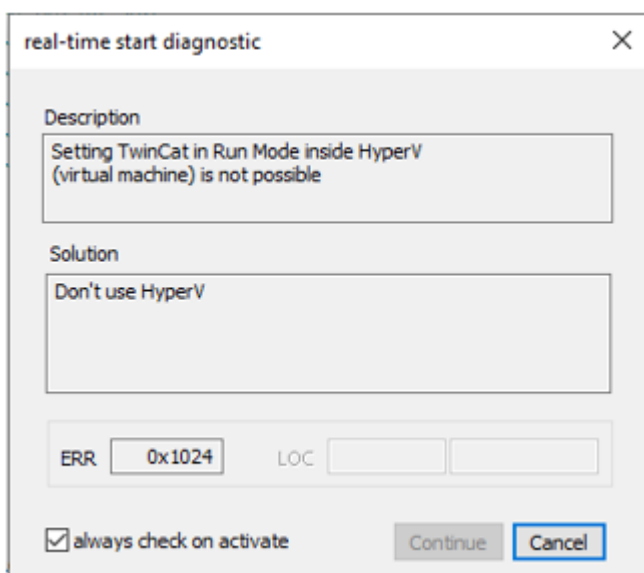 real-time start diagnostic
Description
Setting TwinCat in Run Mode inside HyperV
(virtual machine) is not possible
Solution
Don't use HyperV
ERR 0x1024 LOC
always check on activate Continue Cancel